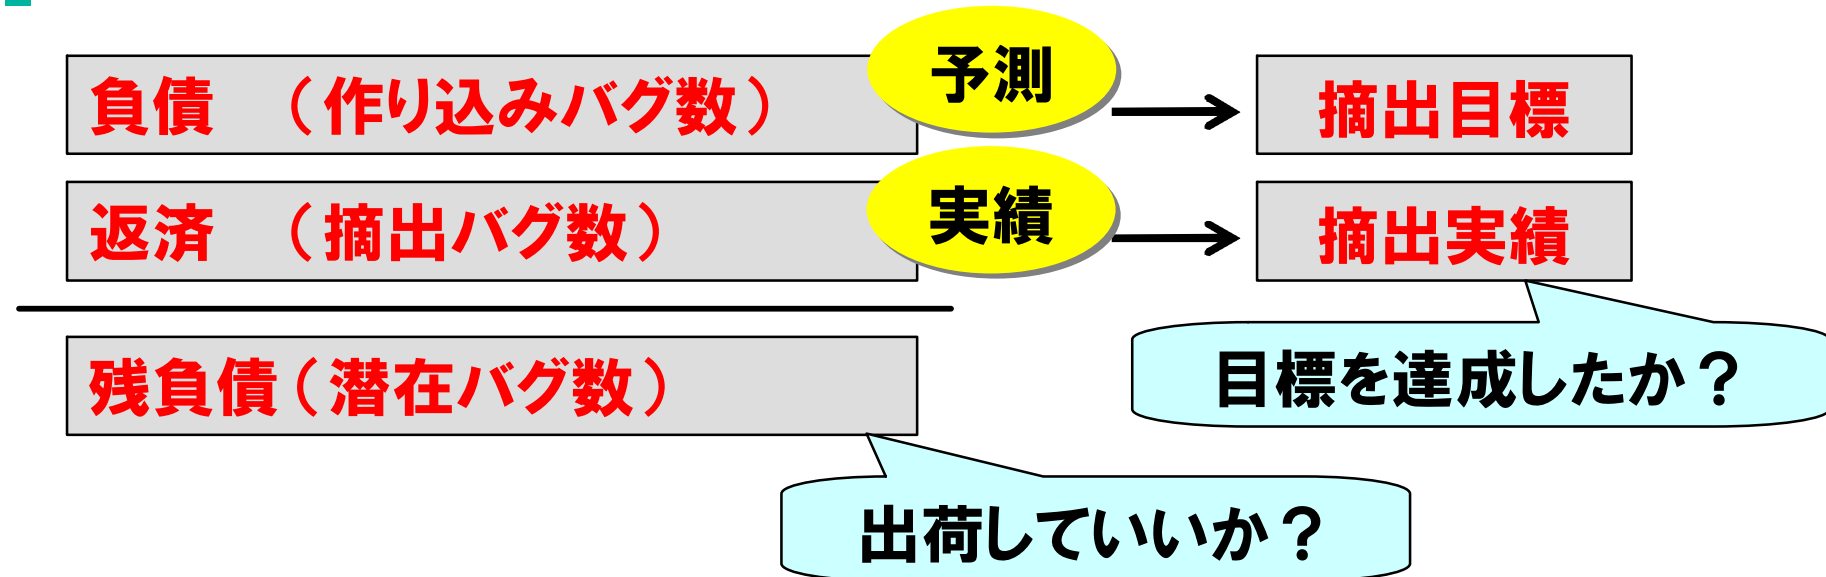 予測
負債　（作り込みバグ数）
摘出目標
実績
返済　（摘出バグ数）
摘出実績
目標を達成したか？
残負債（潜在バグ数）
出荷していいか？